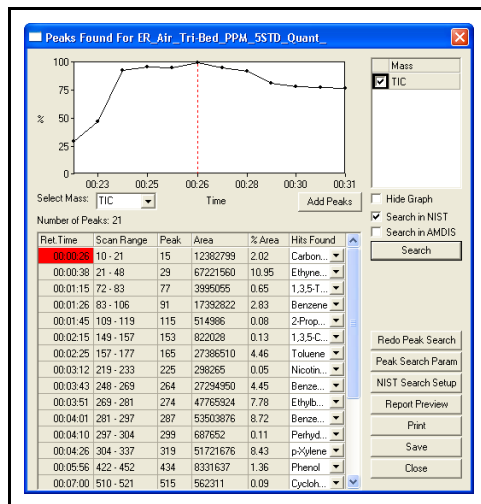 Peaks Found For ER_Air_Tri-Bed_PPM_5STD_Quant_
Mass
TIC
100
75
%
50
25
0
00:23 00:25 00:26 00:28 00:30 00:31
Select Mass: TIC Time Add Peaks
Number of Peaks: 21
Hide Graph
Search in NIST
Search in AMDIS
Search
Ret.Time Scan Range Peak Area % Area Hits Found
00:00:26 10 - 21 15 12382799 2.02 Carbon...
00:00:38 21 - 48 29 67221560 10.95 Ethyne...
00:01:15 72 - 83 77 3995055 0.65 1,3,5-T...
00:01:26 83 - 106 91 17392822 2.83 Benzene
00:01:45 109 - 119 115 514986 0.08 2-Prop...
00:02:15 149 - 157 153 822028 0.13 1,3,5-C...
00:02:25 157 - 177 165 27386510 4.46 Toluene
00:03:12 219 - 233 225 298265 0.05 Nicotin...
00:03:43 248 - 269 264 27294950 4.45 Benze...
00:03:51 269 - 281 274 47765924 7.78 Ethylb...
00:04:01 281 - 297 287 53503876 8.72 Benze...
00:04:10 297 - 304 299 687652 0.11 Perhyd...
00:04:26 304 - 337 319 51721676 8.43 p-Xylene
00:05:56 422 - 452 434 8331637 1.36 Phenol
00:07:00 510 - 521 515 562311 0.09 Cycloh...
Redo Peak Search
Peak Search Param
NIST Search Setup
Report Preview
Print
Save
Close